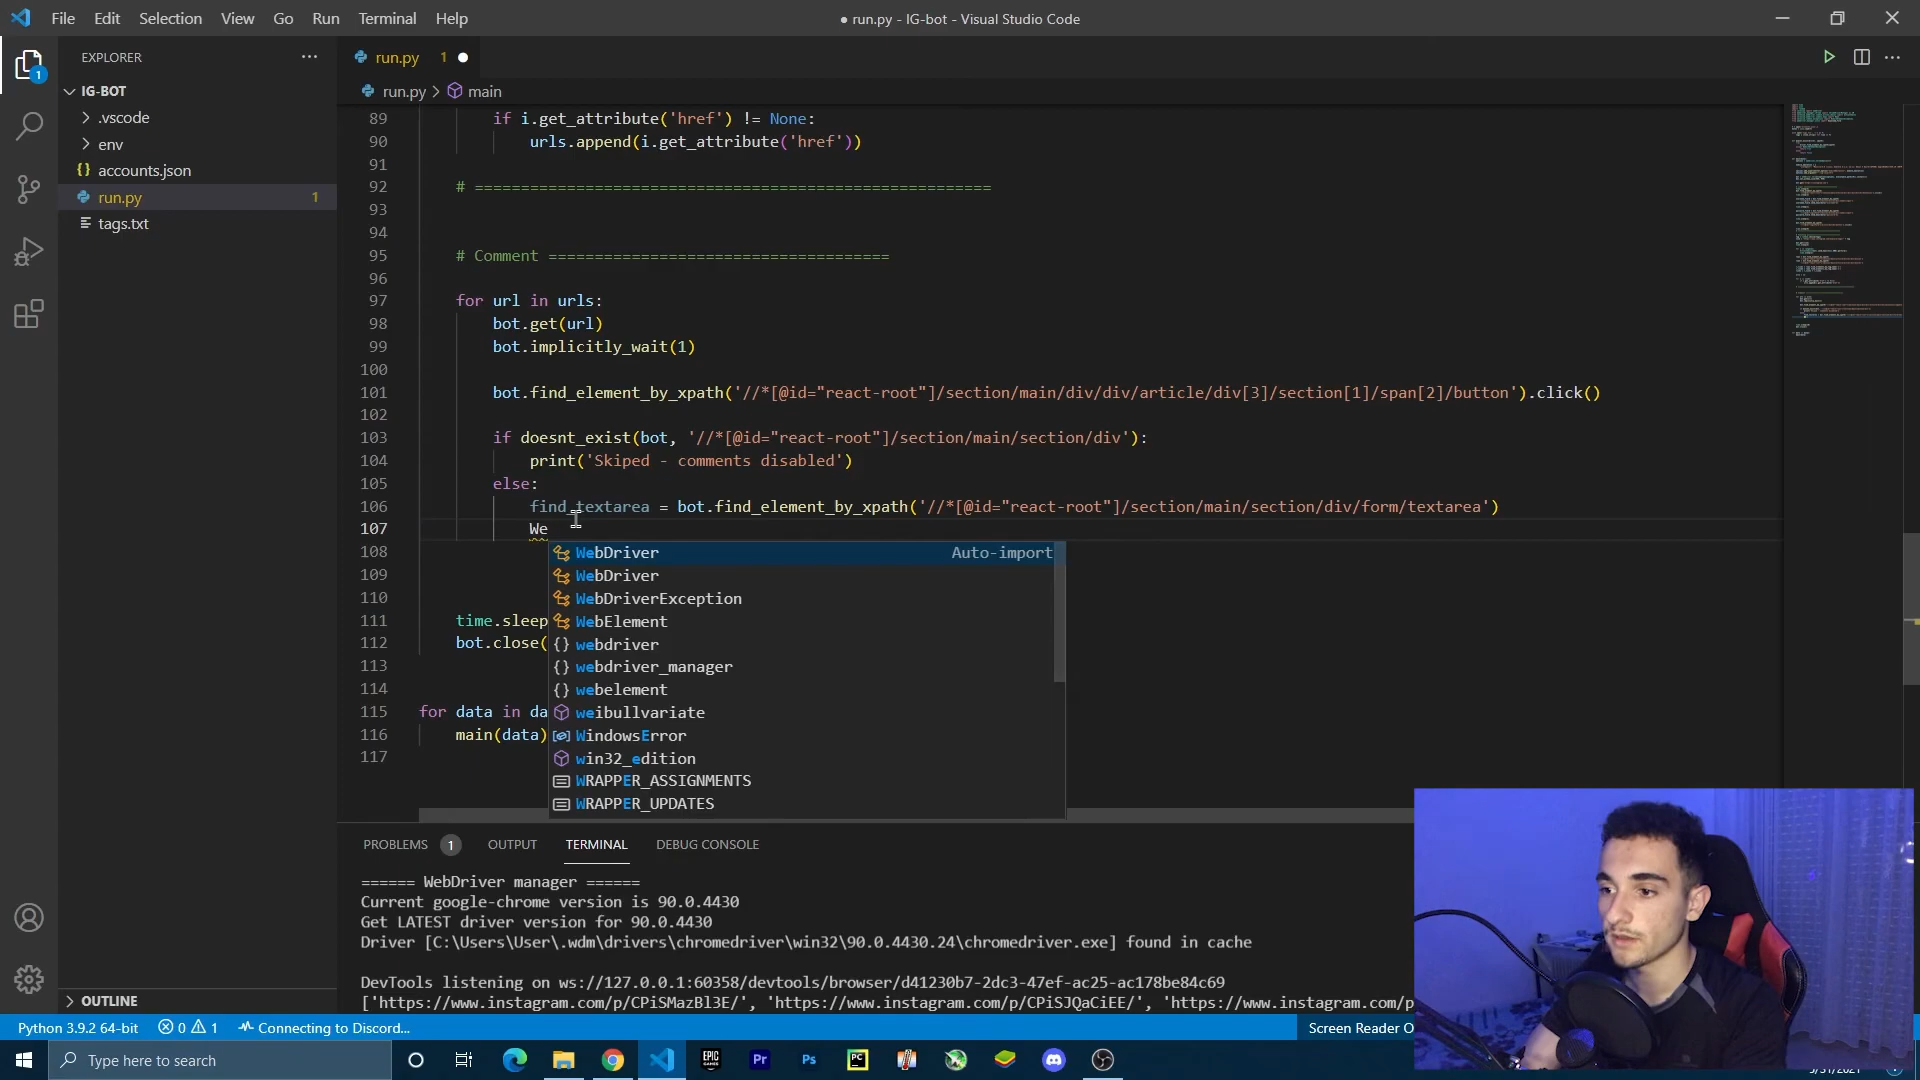 File Edit Selection View Go Run Terminal Help
● run.py - IG-bot - Visual Studio Code
EXPLORER
IG-BOT
.vscode
env
{} accounts.json
run.py 1
tags.txt
OUTLINE
run.py 1 ●
run.py > main
89 if i.get_attribute('href') != None:
90 urls.append(i.get_attribute('href'))
91
92 # ========================================================
93
94
95 # Comment =====================================
96
97 for url in urls:
98 bot.get(url)
99 bot.implicitly_wait(1)
100
101 bot.find_element_by_xpath('//*[@id="react-root"]/section/main/div/div/article/div[3]/section[1]/span[2]/button').click()
102
103 if doesnt_exist(bot, '//*[@id="react-root"]/section/main/section/div'):
104 print('Skiped - comments disabled')
105 else:
106 find_textarea = bot.find_element_by_xpath('//*[@id="react-root"]/section/main/section/div/form/textarea')
107 We
108
109
110
111 time.sleep
112 bot.close(
113
114
115 for data in da
116 main(data)
117
WebDriver Auto-import
WebDriver
WebDriverException
WebElement
{} webdriver
{} webdriver_manager
{} webelement
weibullvariate
WindowsError
win32_edition
WRAPPER_ASSIGNMENTS
WRAPPER_UPDATES
PROBLEMS 1 OUTPUT TERMINAL DEBUG CONSOLE
====== WebDriver manager ======
Current google-chrome version is 90.0.4430
Get LATEST driver version for 90.0.4430
Driver [C:\Users\User\.wdm\drivers\chromedriver\win32\90.0.4430.24\chromedriver.exe] found in cache
DevTools listening on ws://127.0.0.1:60358/devtools/browser/d41230b7-2dc3-47ef-ac25-ac178be84c69
['https://www.instagram.com/p/CPiSMazBl3E/', 'https://www.instagram.com/p/CPiSJQaCiEE/', 'https://www.instagram.com/p
Python 3.9.2 64-bit 0 1 Connecting to Discord... Screen Reader O
Type here to search